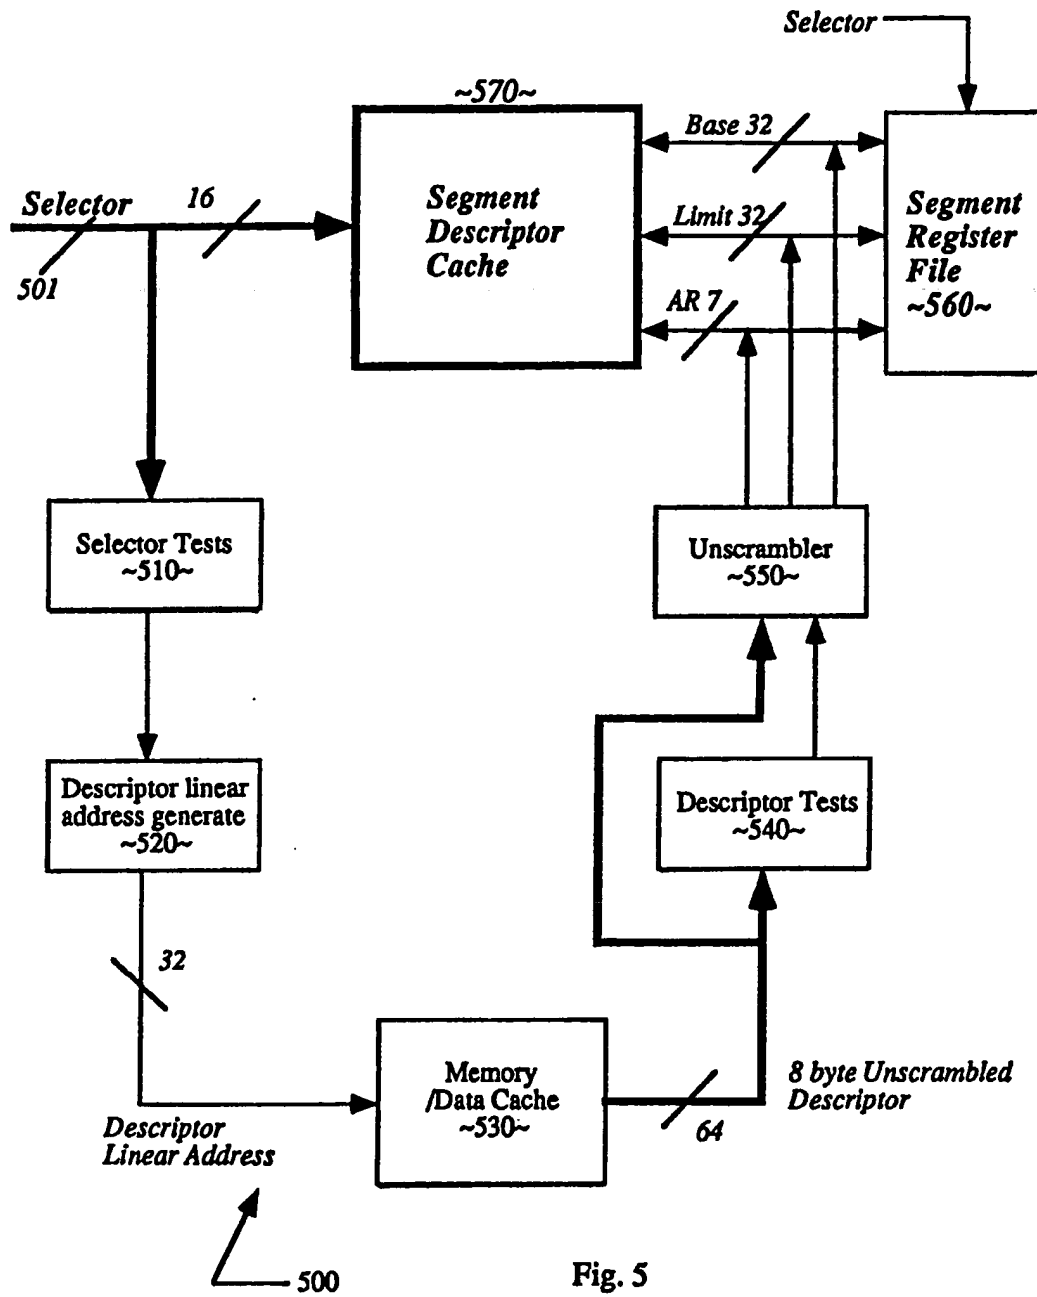 Selector
~570~
Base 32
Selector
16
Segment
Descriptor
Cache
Limit 32
Segment
Register
File
~560~
501
AR 7
Selector Tests
~510~
Unscrambler
~550~
Descriptor linear
address generate
~520~
Descriptor Tests
~540~
32
Memory
/Data Cache
~530~
8 byte Unscrambled
Descriptor
64
Descriptor
Linear Address
500
Fig. 5